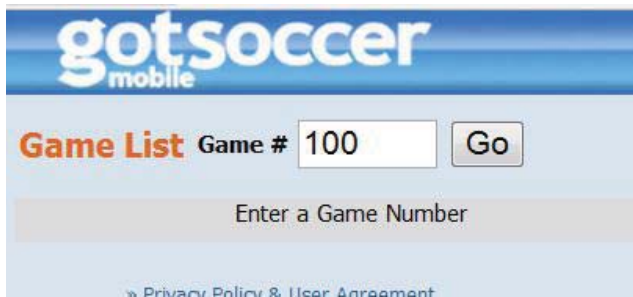 gotsoccer
mobile
Game List Game # 100 Go
Enter a Game Number
» Privacy Policy & User Agreement